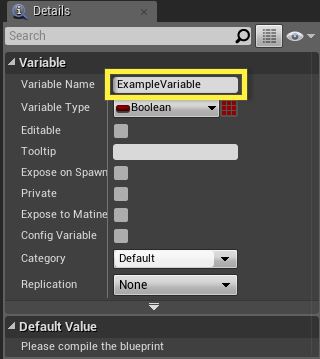 Details
Search
Variable
Variable Name ExampleVariable
Variable Type Boolean
Editable
Tooltip
Expose on Spawn
Private
Expose to Matine
Config Variable
Category Default
Replication None
Default Value
Please compile the blueprint